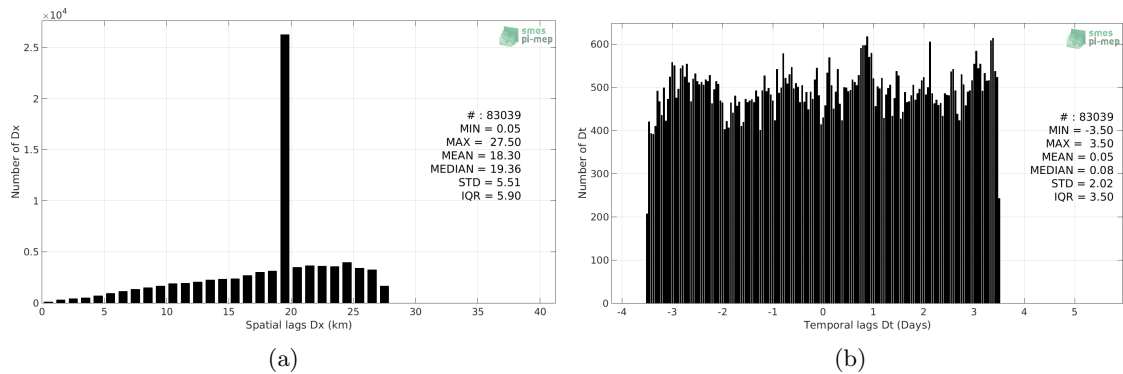 ×10⁴
2.5
2
1.5
1
0.5
0
0 5 10 15 20 25 30 35 40
Number of Dx
Spatial lags Dx (km)
smos
pi-mep
# : 83039
MIN = 0.05
MAX = 27.50
MEAN = 18.30
MEDIAN = 19.36
STD = 5.51
IQR = 5.90
(a)
600
500
400
300
200
100
0
-4 -3 -2 -1 0 1 2 3 4 5
Number of Dt
Temporal lags Dt (Days)
smos
pi-mep
# : 83039
MIN = -3.50
MAX = 3.50
MEAN = 0.05
MEDIAN = 0.08
STD = 2.02
IQR = 3.50
(b)